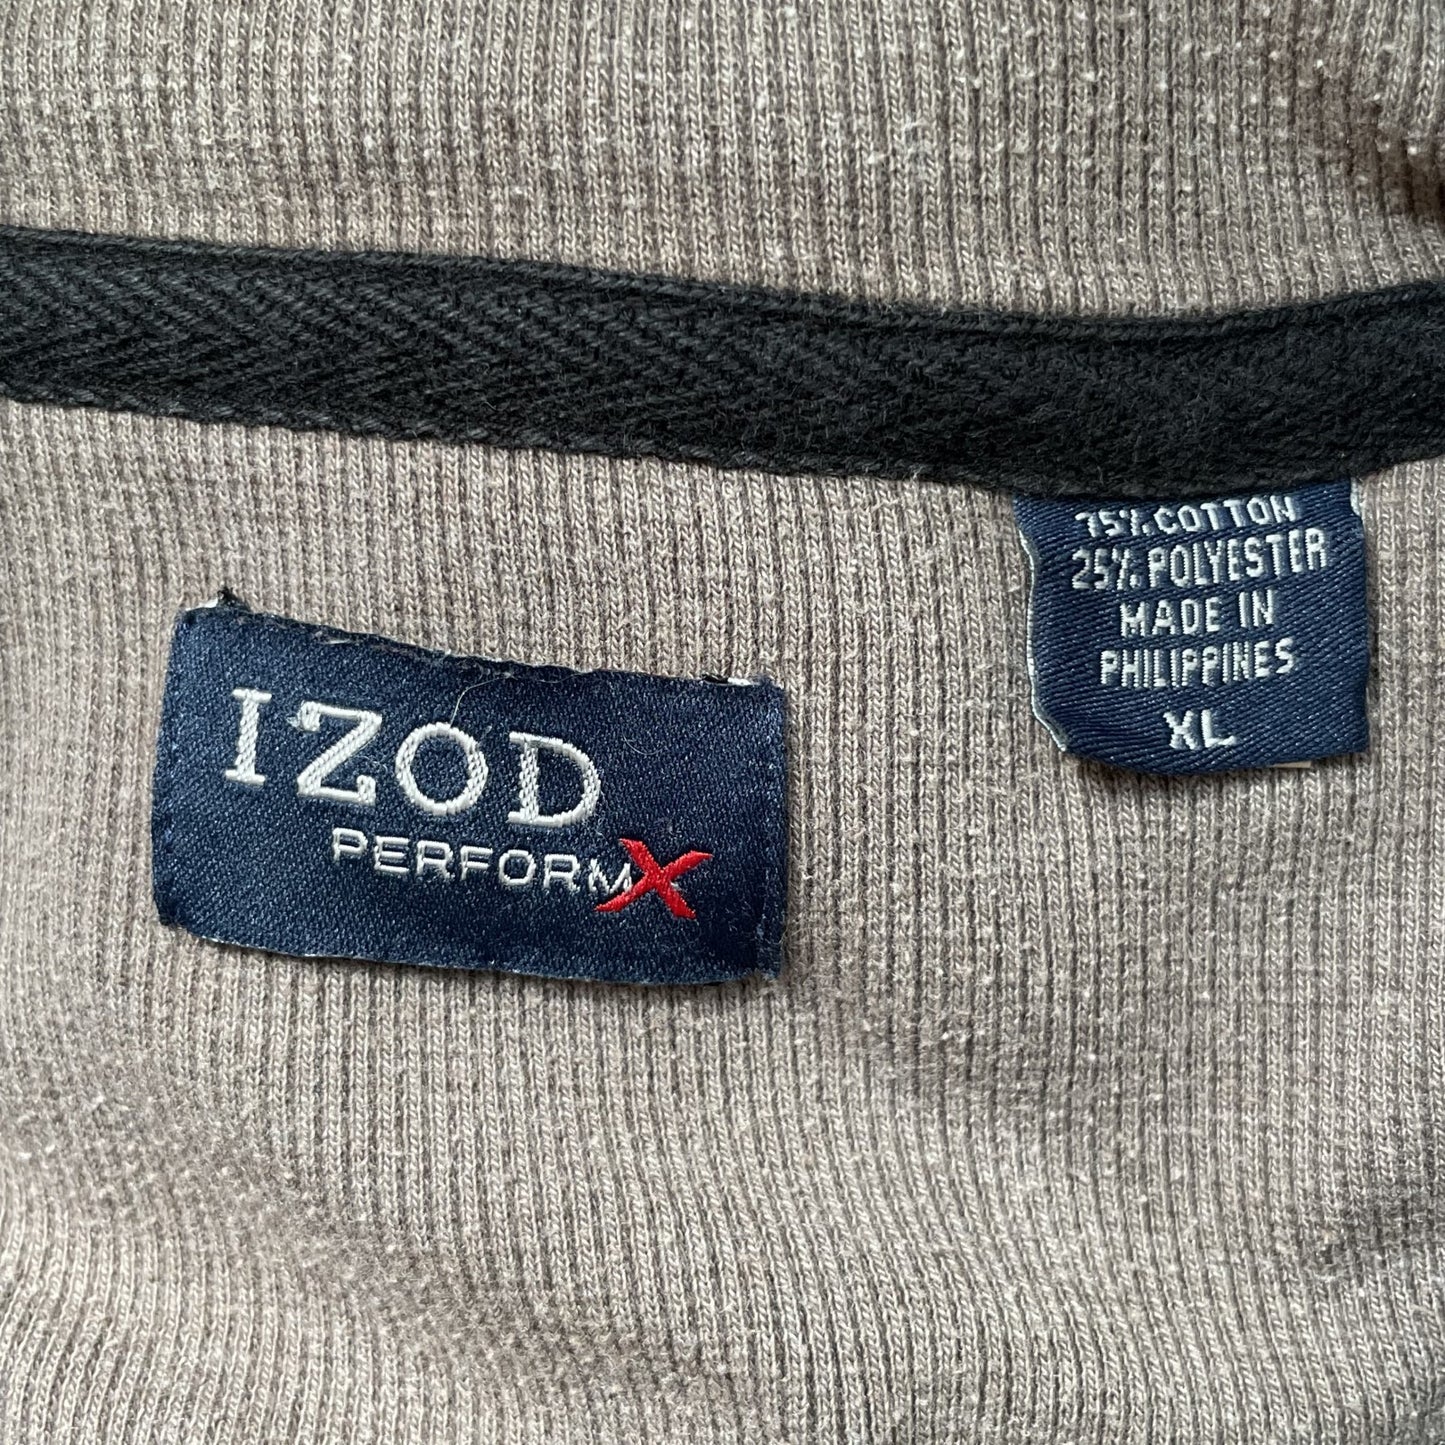 IZOD
PERFORMX
75% COTTON
25% POLYESTER
MADE IN
PHILIPPINES
XL